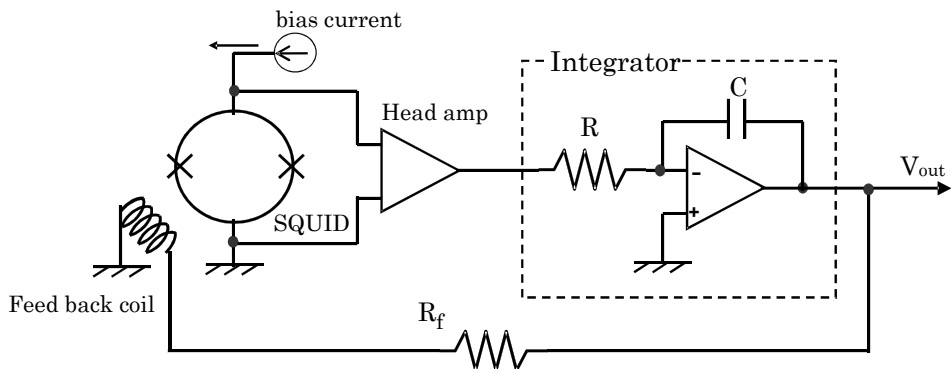 bias current
Integrator
Head amp
C
R
-
+
V_out
SQUID
Feed back coil
R_f